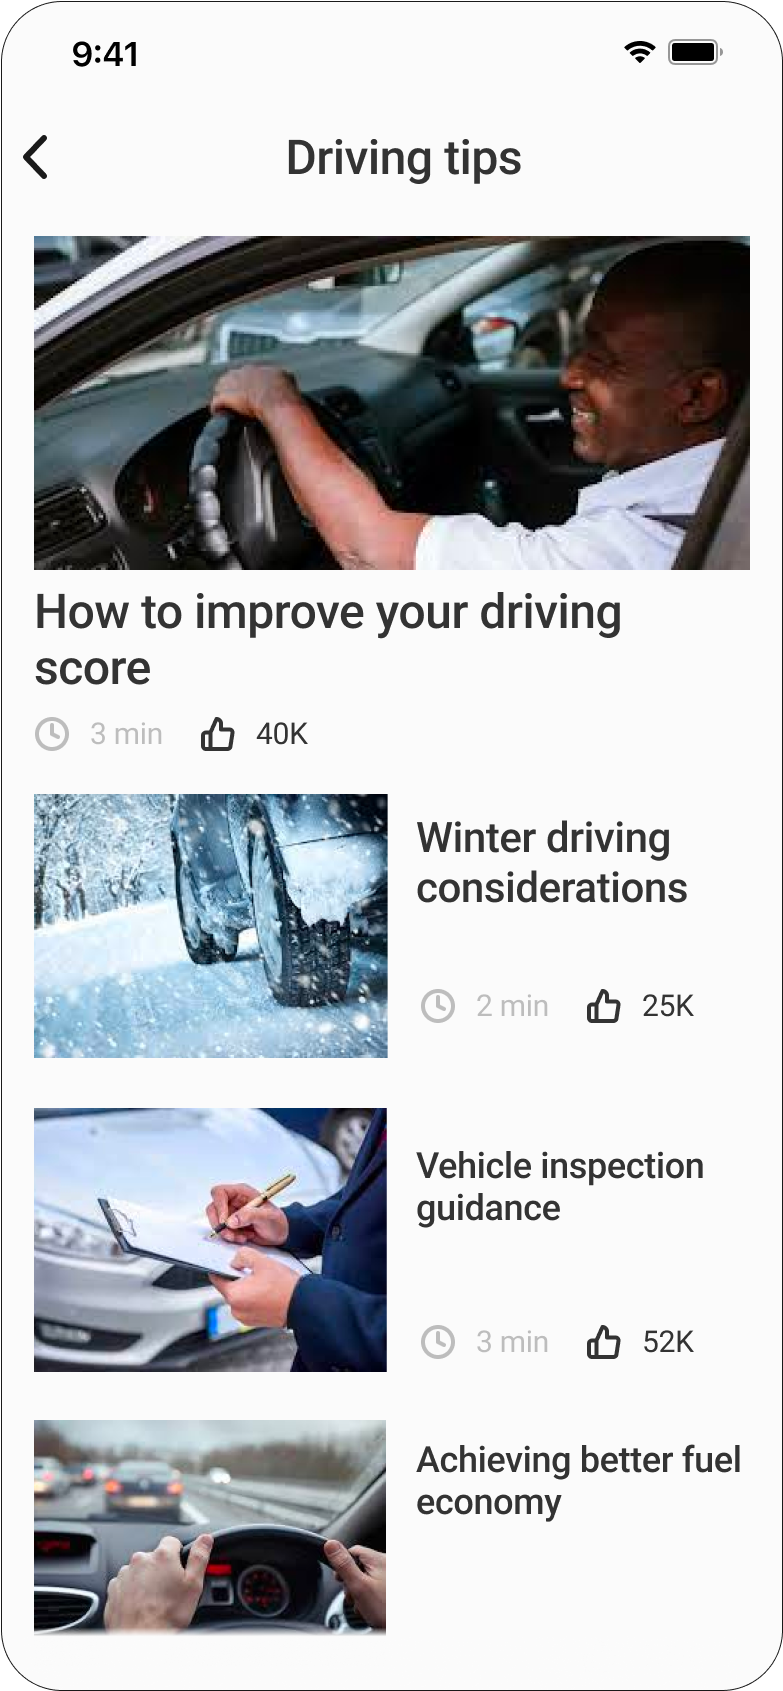 9:41
Driving tips
How to improve your driving
score
3 min 40K
Winter driving
considerations
2 min 25K
Vehicle inspection
guidance
3 min 52K
Achieving better fuel
economy